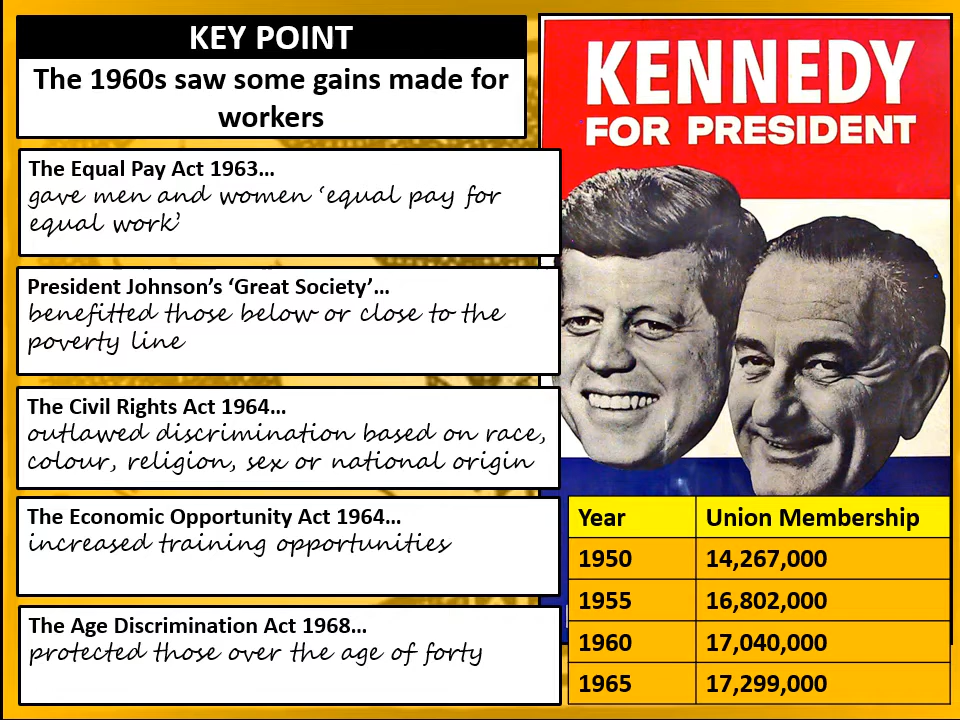 KEY POINT
The 1960s saw some gains made for
workers
The Equal Pay Act 1963…
gave men and women ‘equal pay for
equal work’
President Johnson’s ‘Great Society’…
benefitted those below or close to the
poverty line
The Civil Rights Act 1964…
outlawed discrimination based on race,
colour, religion, sex or national origin
The Economic Opportunity Act 1964…
increased training opportunities
The Age Discrimination Act 1968…
protected those over the age of forty
KENNEDY
FOR PRESIDENT
Year Union Membership
1950 14,267,000
1955 16,802,000
1960 17,040,000
1965 17,299,000